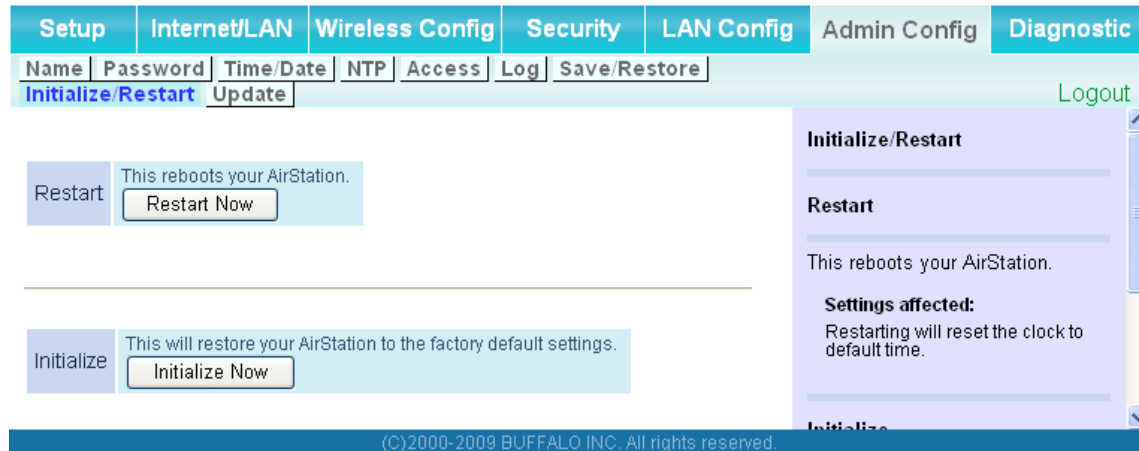 Setup Internet/LAN Wireless Config Security LAN Config Admin Config Diagnostic
Name Password Time/Date NTP Access Log Save/Restore
Initialize/Restart Update
Logout
Restart
This reboots your AirStation.
Restart Now
Initialize
This will restore your AirStation to the factory default settings.
Initialize Now
Initialize/Restart
Restart
This reboots your AirStation.
Settings affected:
Restarting will reset the clock to
default time.
Initialize
(C)2000-2009 BUFFALO INC. All rights reserved.